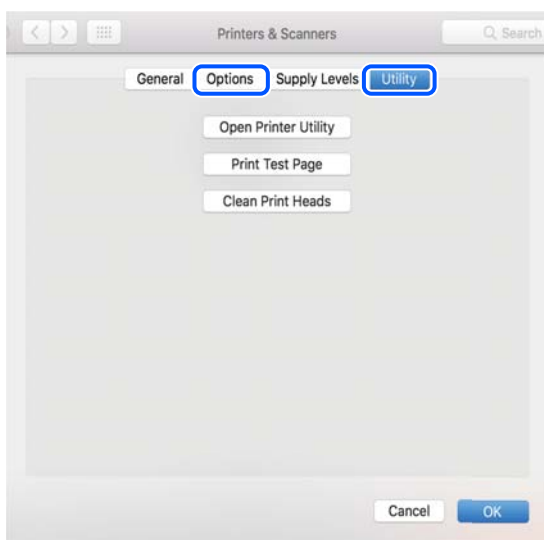 Printers & Scanners Search
General Options Supply Levels Utility
Open Printer Utility
Print Test Page
Clean Print Heads
Cancel OK